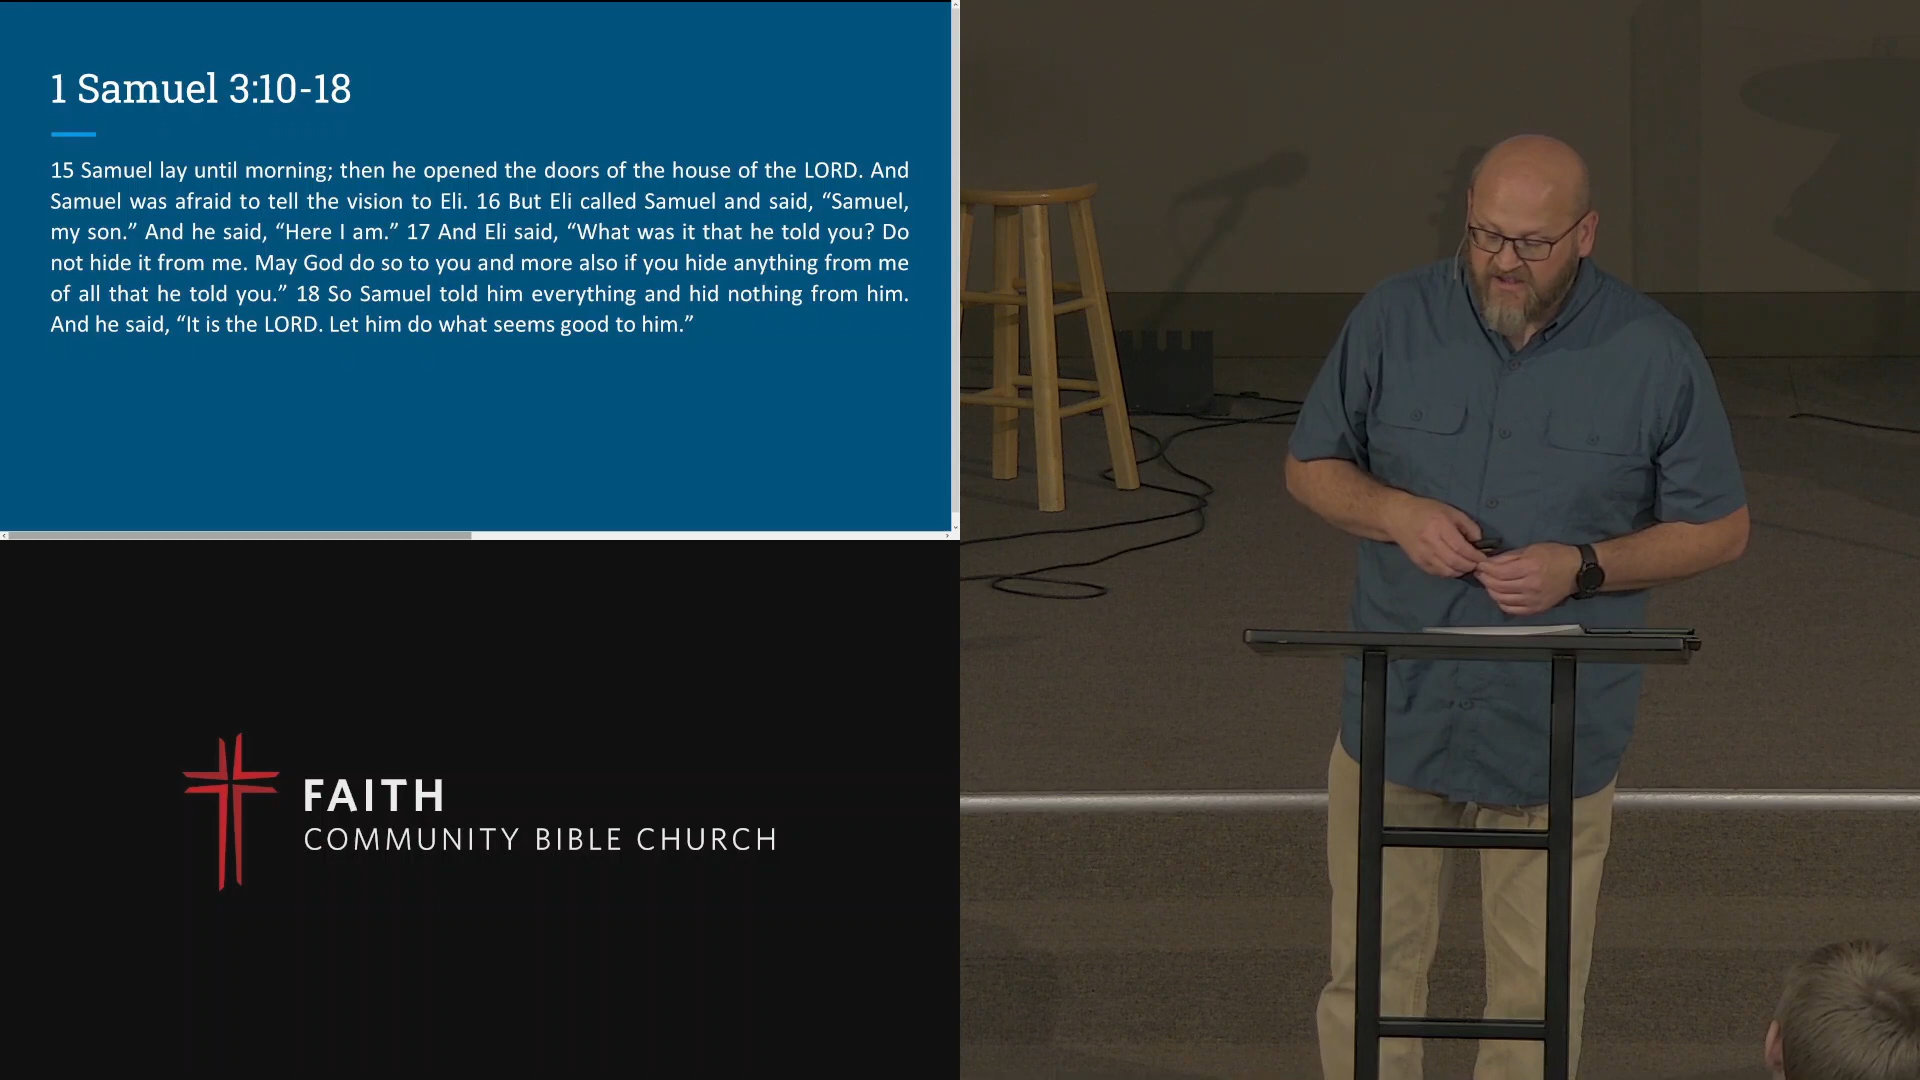 1 Samuel 3:10-18
15 Samuel lay until morning; then he opened the doors of the house of the LORD. And
Samuel was afraid to tell the vision to Eli. 16 But Eli called Samuel and said, “Samuel,
my son.” And he said, “Here I am.” 17 And Eli said, “What was it that he told you? Do
not hide it from me. May God do so to you and more also if you hide anything from me
of all that he told you.” 18 So Samuel told him everything and hid nothing from him.
And he said, “It is the LORD. Let him do what seems good to him.”
FAITH
COMMUNITY BIBLE CHURCH